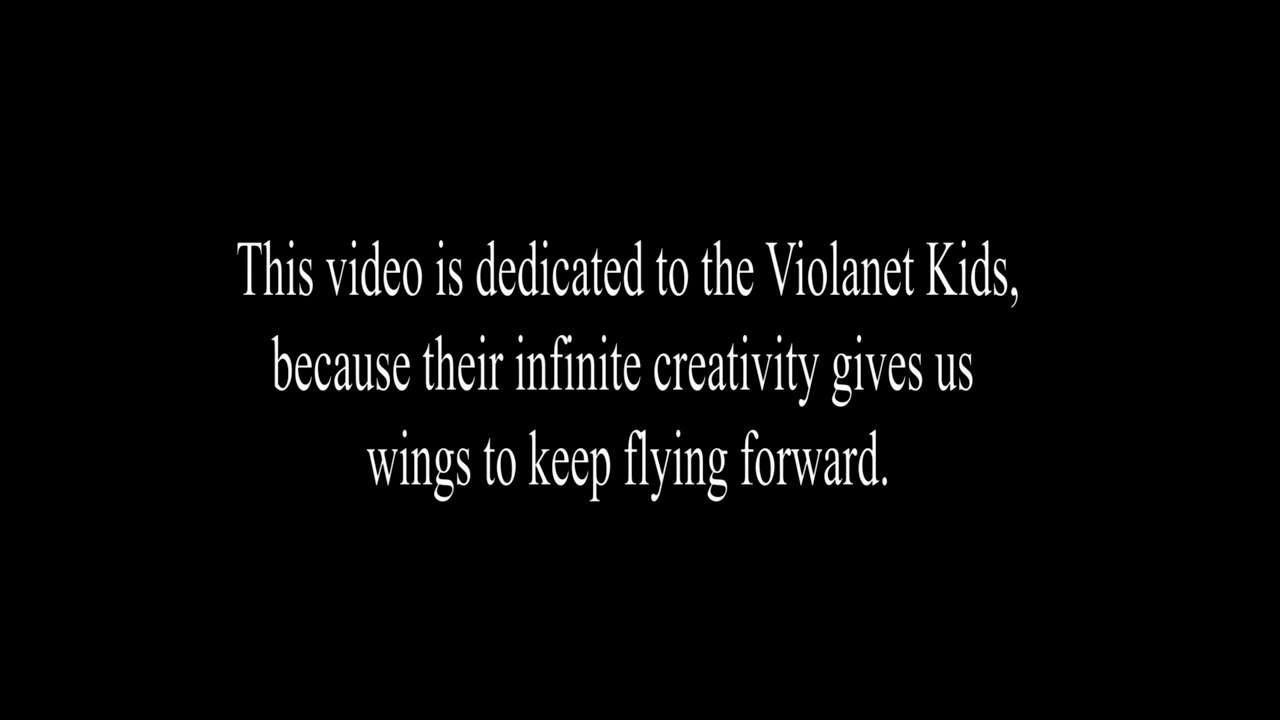 This video is dedicated to the Violanet Kids,
because their infinite creativity gives us
wings to keep flying forward.